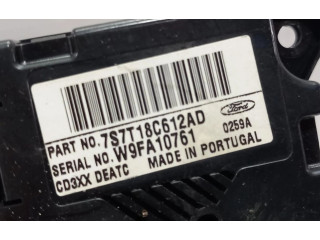 PART NO. 7S7T18C612AD
Ford
SERIAL NO. W9FA10761
0259A
CD3XX DEATC MADE IN PORTUGAL